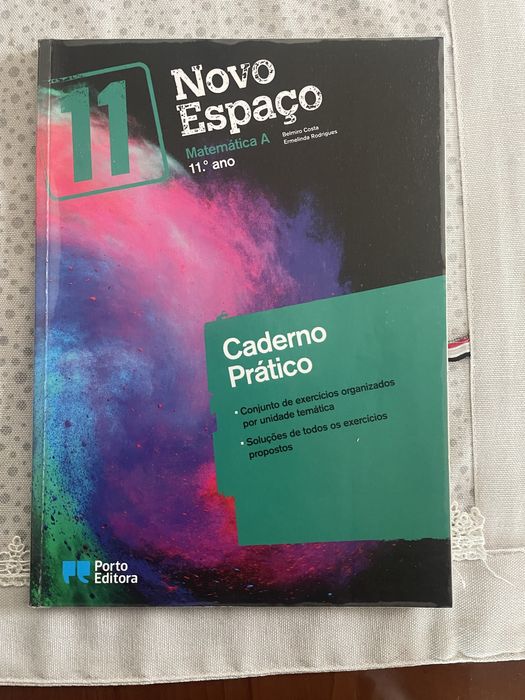 11
Novo
Espaço
Belmiro Costa
Ermelinda Rodrigues
Matemática A
11.º ano
Caderno
Prático
• Conjunto de exercícios organizados
por unidade temática
• Soluções de todos os exercícios
propostos
Porto
Editora